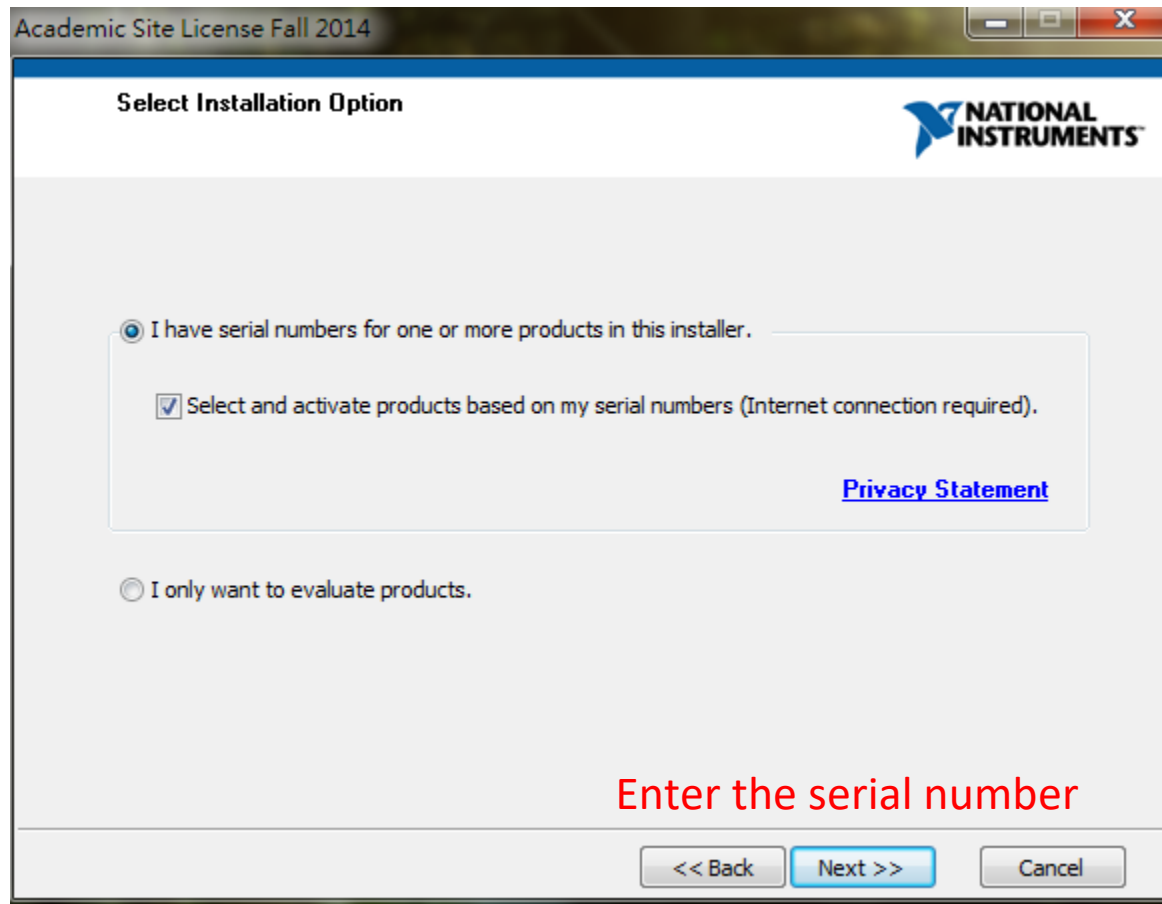 Academic Site License Fall 2014
Select Installation Option
NATIONAL
INSTRUMENTS™
I have serial numbers for one or more products in this installer.
Select and activate products based on my serial numbers (Internet connection required).
Privacy Statement
I only want to evaluate products.
Enter the serial number
<< Back Next >> Cancel